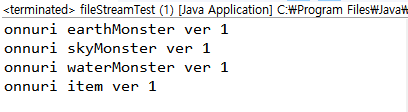 <terminated> fileStreamTest (1) [Java Application] C:₩Program Files₩Java₩
onnuri earthMonster ver 1
onnuri skyMonster ver 1
onnuri waterMonster ver 1
onnuri item ver 1